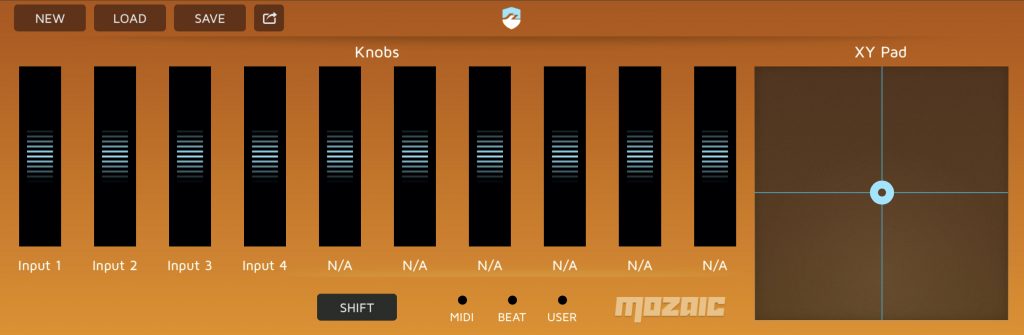 NEW LOAD SAVE
Knobs XY Pad
Input 1 Input 2 Input 3 Input 4 N/A N/A N/A N/A N/A N/A
SHIFT
MIDI BEAT USER
MOZAIC